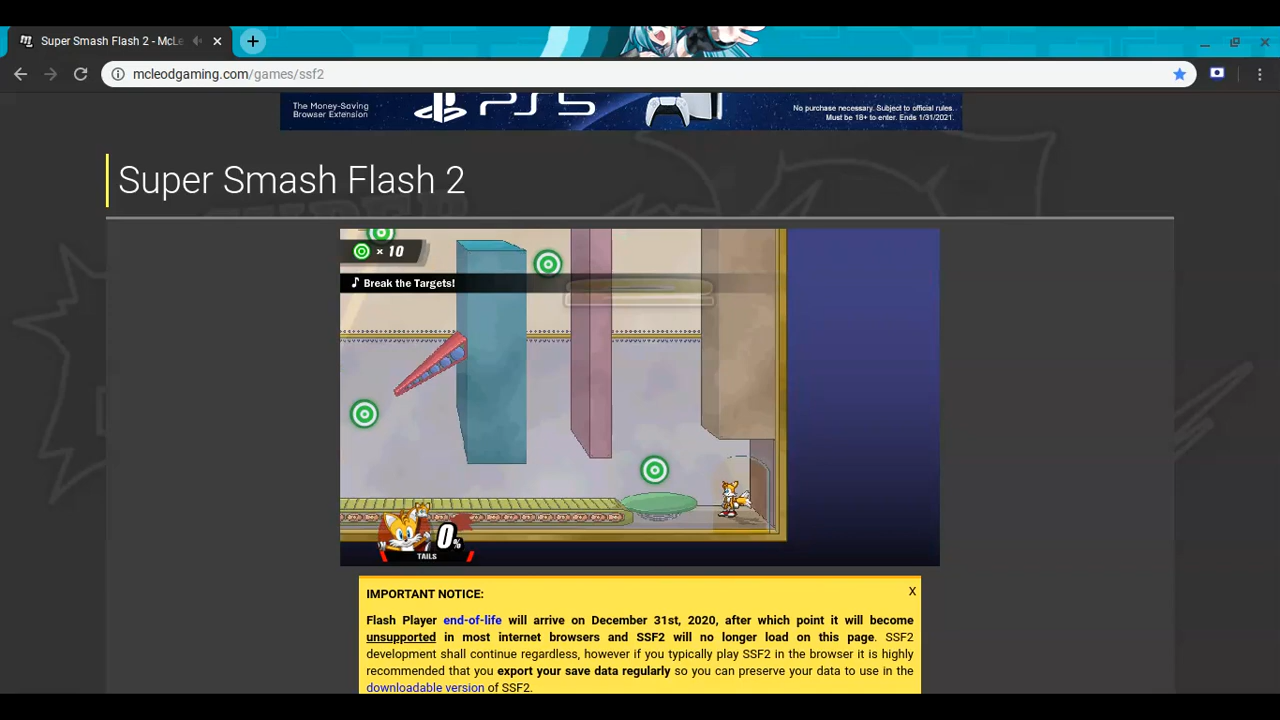 Super Smash Flash 2 - McLe
mcleodgaming.com/games/ssf2
The Money-Saving
Browser Extension
PS5
No purchase necessary. Subject to official rules.
Must be 18+ to enter. Ends 1/31/2021.
Super Smash Flash 2
× 10
♪ Break the Targets!
0%
TAILS
IMPORTANT NOTICE:
X
Flash Player end-of-life will arrive on December 31st, 2020, after which point it will become
unsupported in most internet browsers and SSF2 will no longer load on this page. SSF2
development shall continue regardless, however if you typically play SSF2 in the browser it is highly
recommended that you export your save data regularly so you can preserve your data to use in the
downloadable version of SSF2.